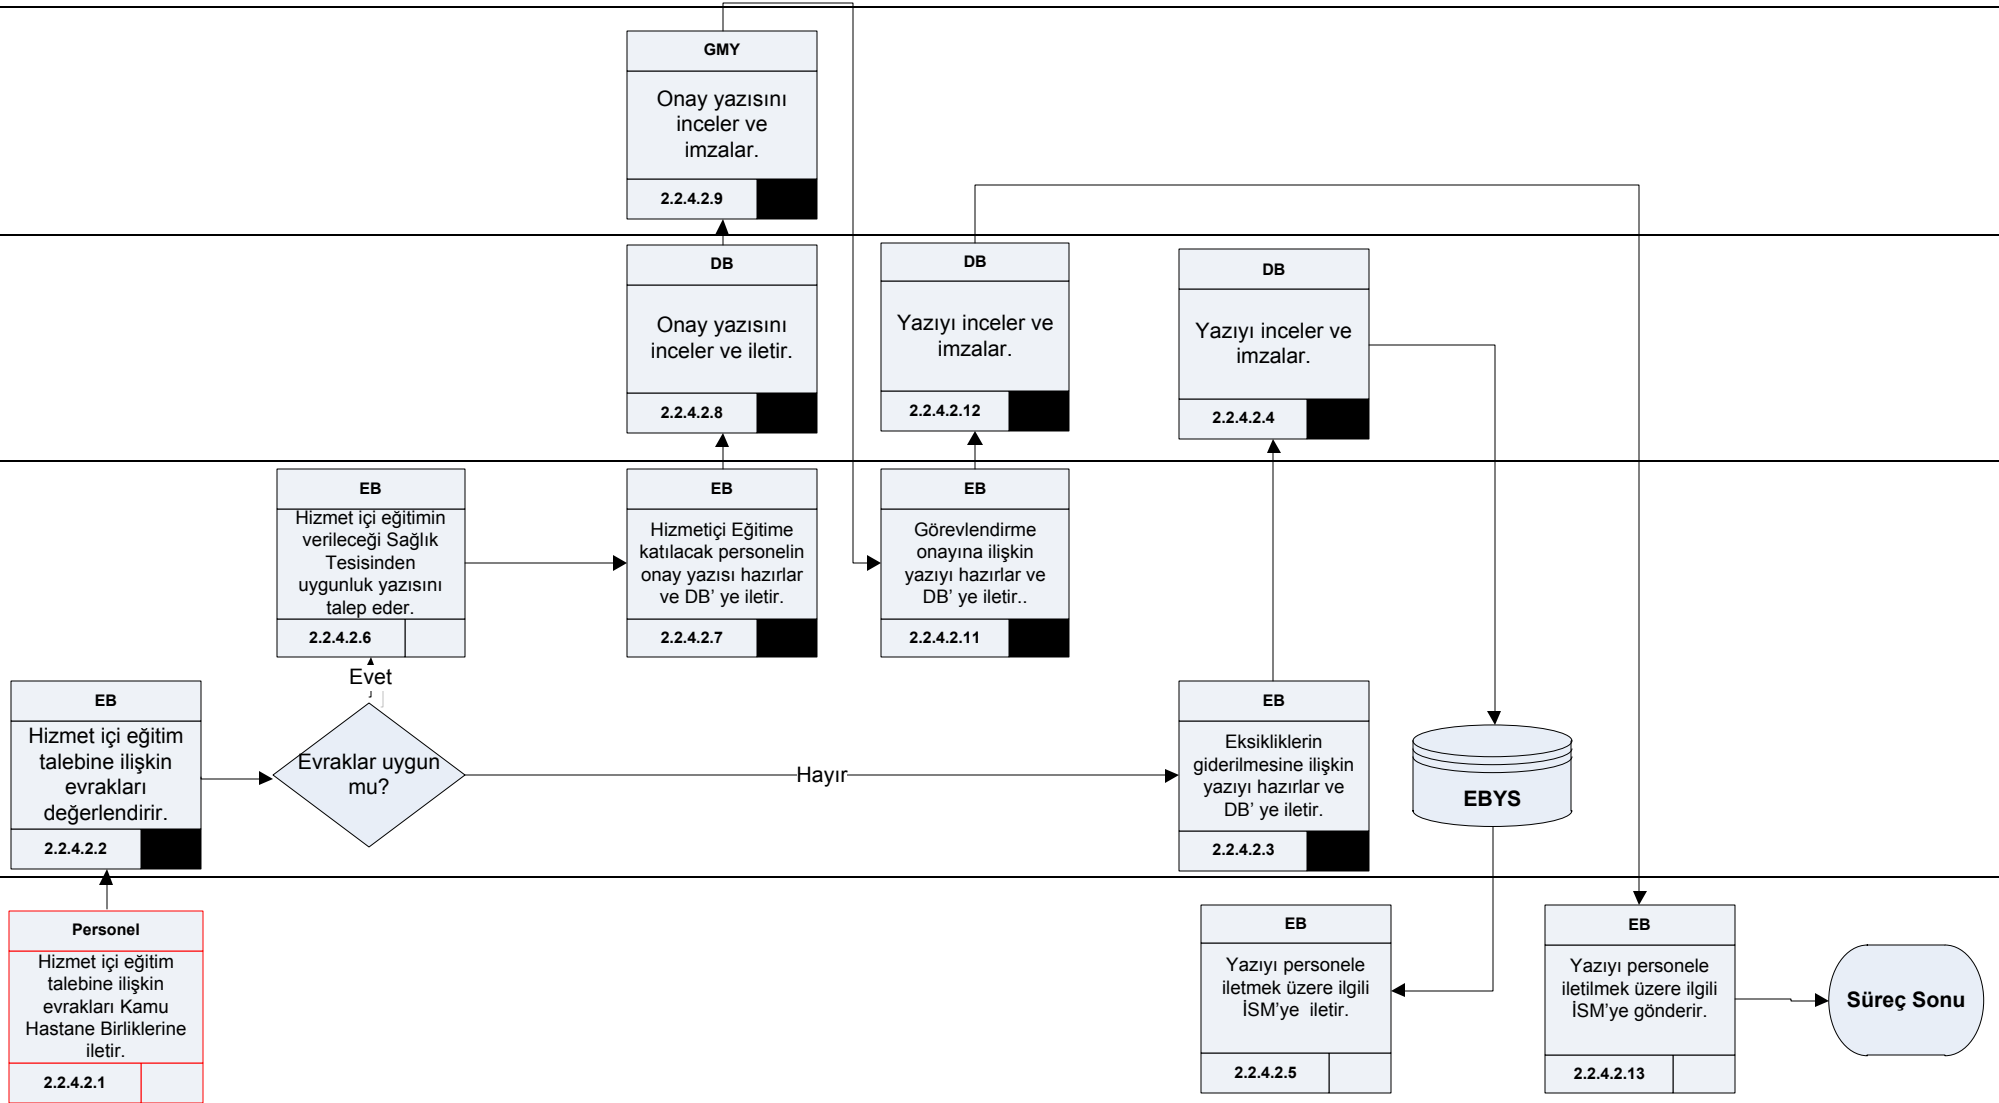 GMY
Onay yazısını
inceler ve
imzalar.
2.2.4.2.9
DB
Onay yazısını
inceler ve iletir.
2.2.4.2.8
DB
Yazıyı inceler ve
imzalar.
2.2.4.2.12
DB
Yazıyı inceler ve
imzalar.
2.2.4.2.4
EB
Hizmet içi eğitimin
verileceği Sağlık
Tesisinden
uygunluk yazısını
talep eder.
2.2.4.2.6
EB
Hizmetiçi Eğitime
katılacak personelin
onay yazısı hazırlar
ve DB’ ye iletir.
2.2.4.2.7
EB
Görevlendirme
onayına ilişkin
yazıyı hazırlar ve
DB’ ye iletir..
2.2.4.2.11
Evet
EB
Hizmet içi eğitim
talebine ilişkin
evrakları
değerlendirir.
2.2.4.2.2
Evraklar uygun
mu?
Hayır
EB
Eksikliklerin
giderilmesine ilişkin
yazıyı hazırlar ve
DB’ ye iletir.
2.2.4.2.3
EBYS
Personel
Hizmet içi eğitim
talebine ilişkin
evrakları Kamu
Hastane Birliklerine
iletir.
2.2.4.2.1
EB
Yazıyı personele
iletmek üzere ilgili
İSM’ye  iletir.
2.2.4.2.5
EB
Yazıyı personele
iletilmek üzere ilgili
İSM’ye gönderir.
2.2.4.2.13
Süreç Sonu